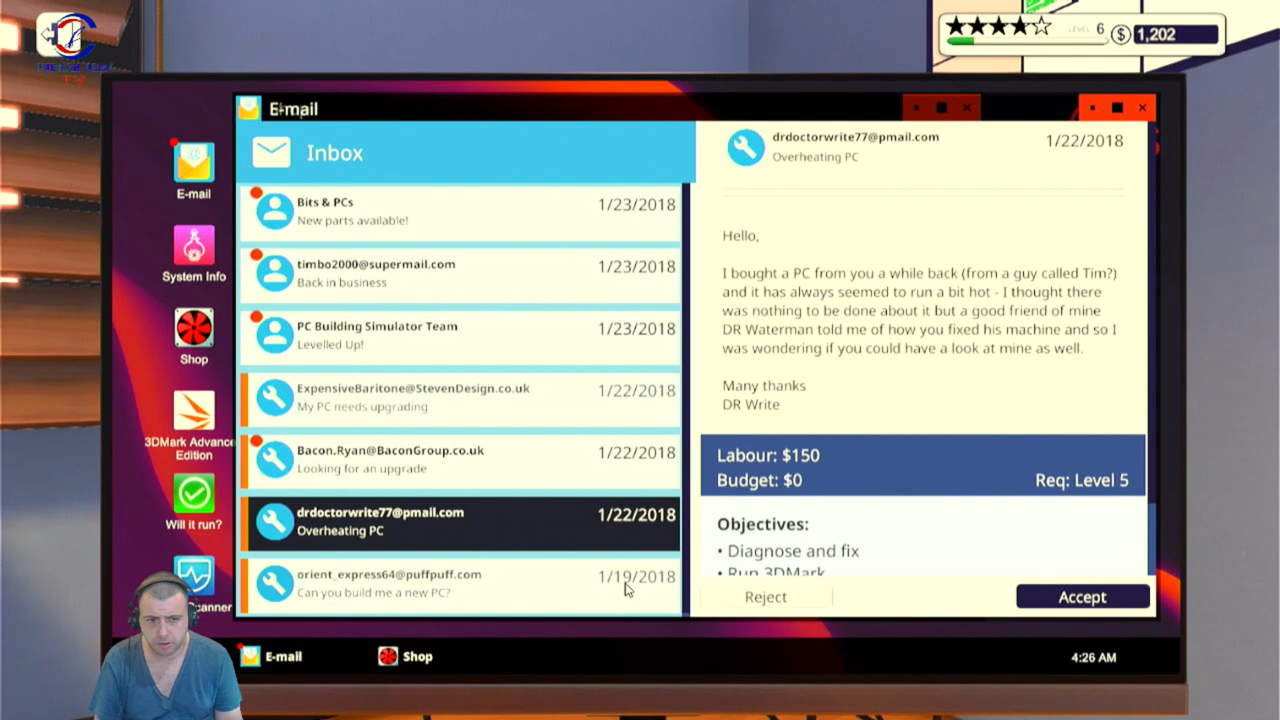 LEVEL 6 $ 1,202
E-mail
Inbox
Bits & PCs 1/23/2018
New parts available!
timbo2000@supermail.com 1/23/2018
Back in business
PC Building Simulator Team 1/23/2018
Levelled Up!
ExpensiveBaritone@StevenDesign.co.uk 1/22/2018
My PC needs upgrading
Bacon.Ryan@BaconGroup.co.uk 1/22/2018
Looking for an upgrade
drdoctorwrite77@pmail.com 1/22/2018
Overheating PC
orient_express64@puffpuff.com 1/19/2018
Can you build me a new PC?
drdoctorwrite77@pmail.com 1/22/2018
Overheating PC
Hello,
I bought a PC from you a while back (from a guy called Tim?)
and it has always seemed to run a bit hot - I thought there
was nothing to be done about it but a good friend of mine
DR Waterman told me of how you fixed his machine and so I
was wondering if you could have a look at mine as well.
Many thanks
DR Write
Labour: $150
Budget: $0 Req: Level 5
Objectives:
• Diagnose and fix
• Run 3DMark
Reject Accept
E-mail
System Info
Shop
3DMark Advance
Edition
Will it run?
canner
E-mail Shop 4:26 AM